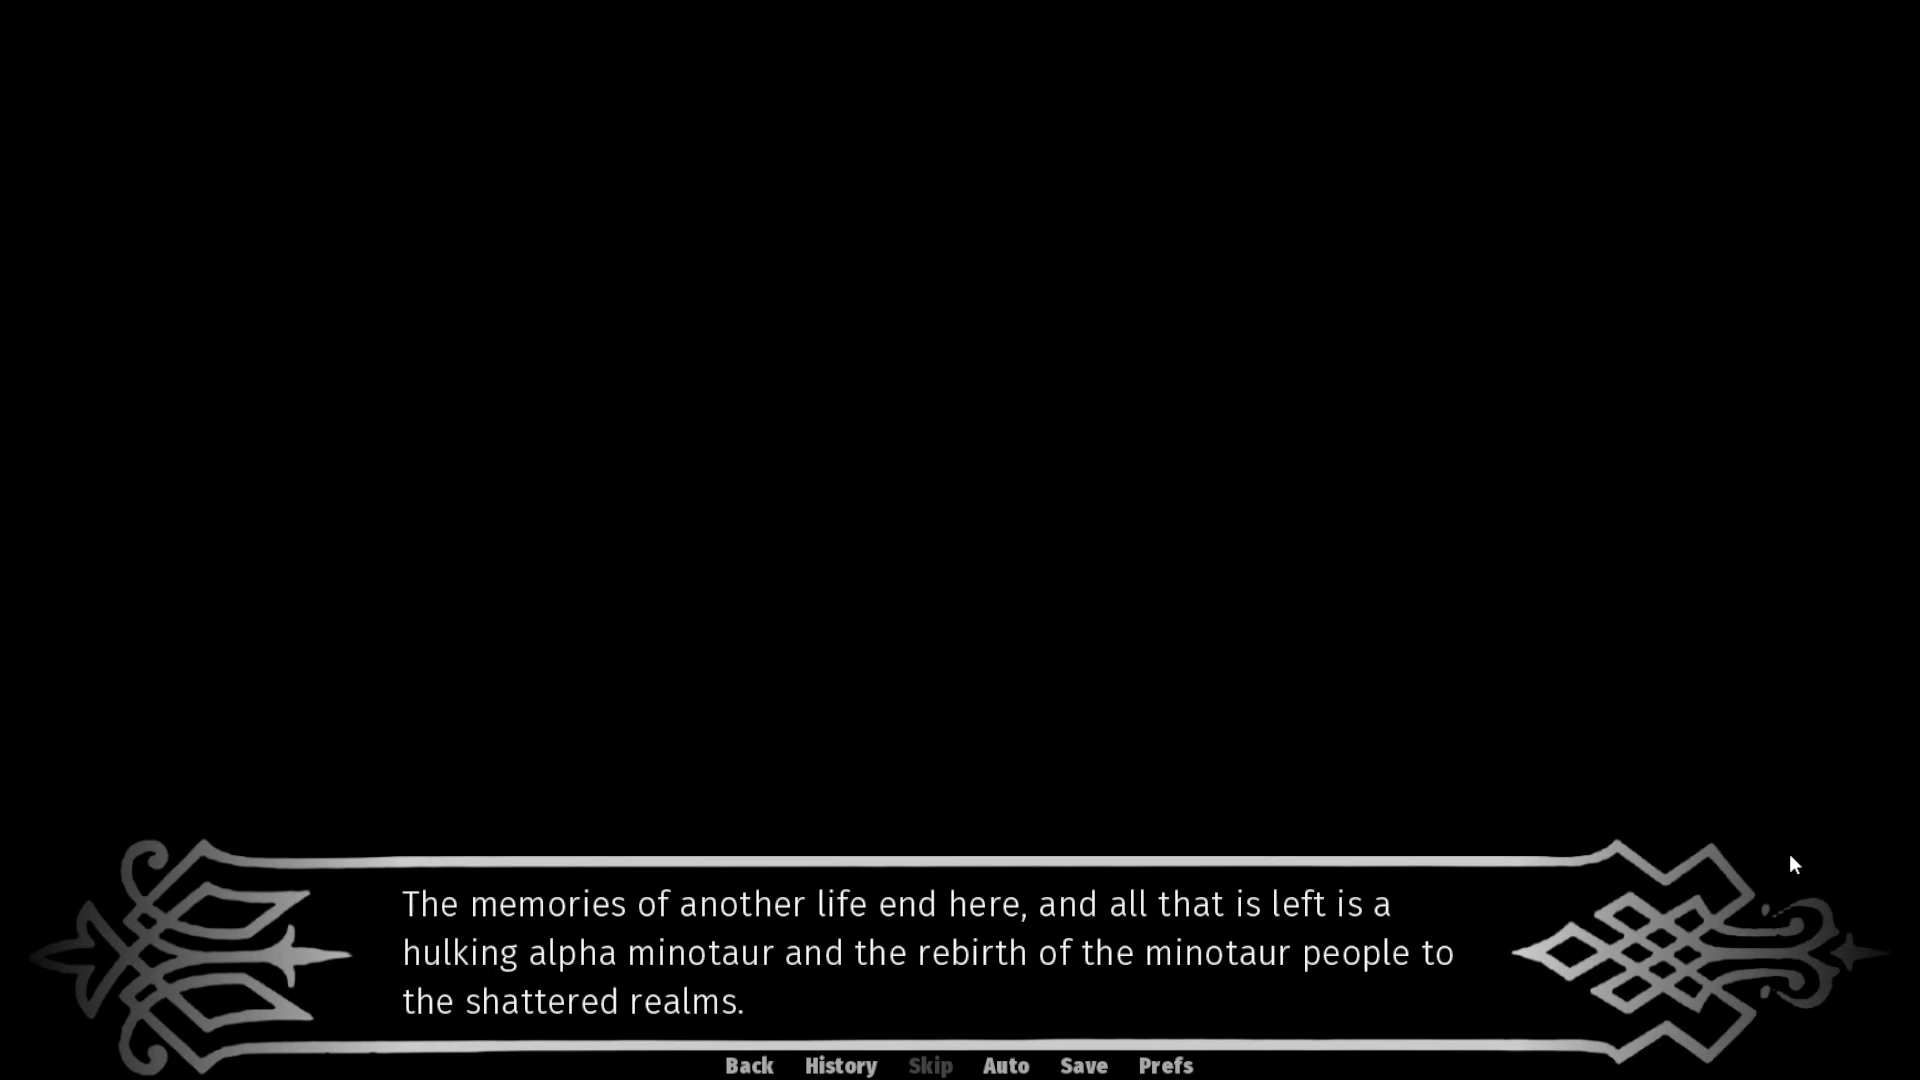 The memories of another life end here, and all that is left is a
hulking alpha minotaur and the rebirth of the minotaur people to
the shattered realms.
Back History Skip Auto Save Prefs